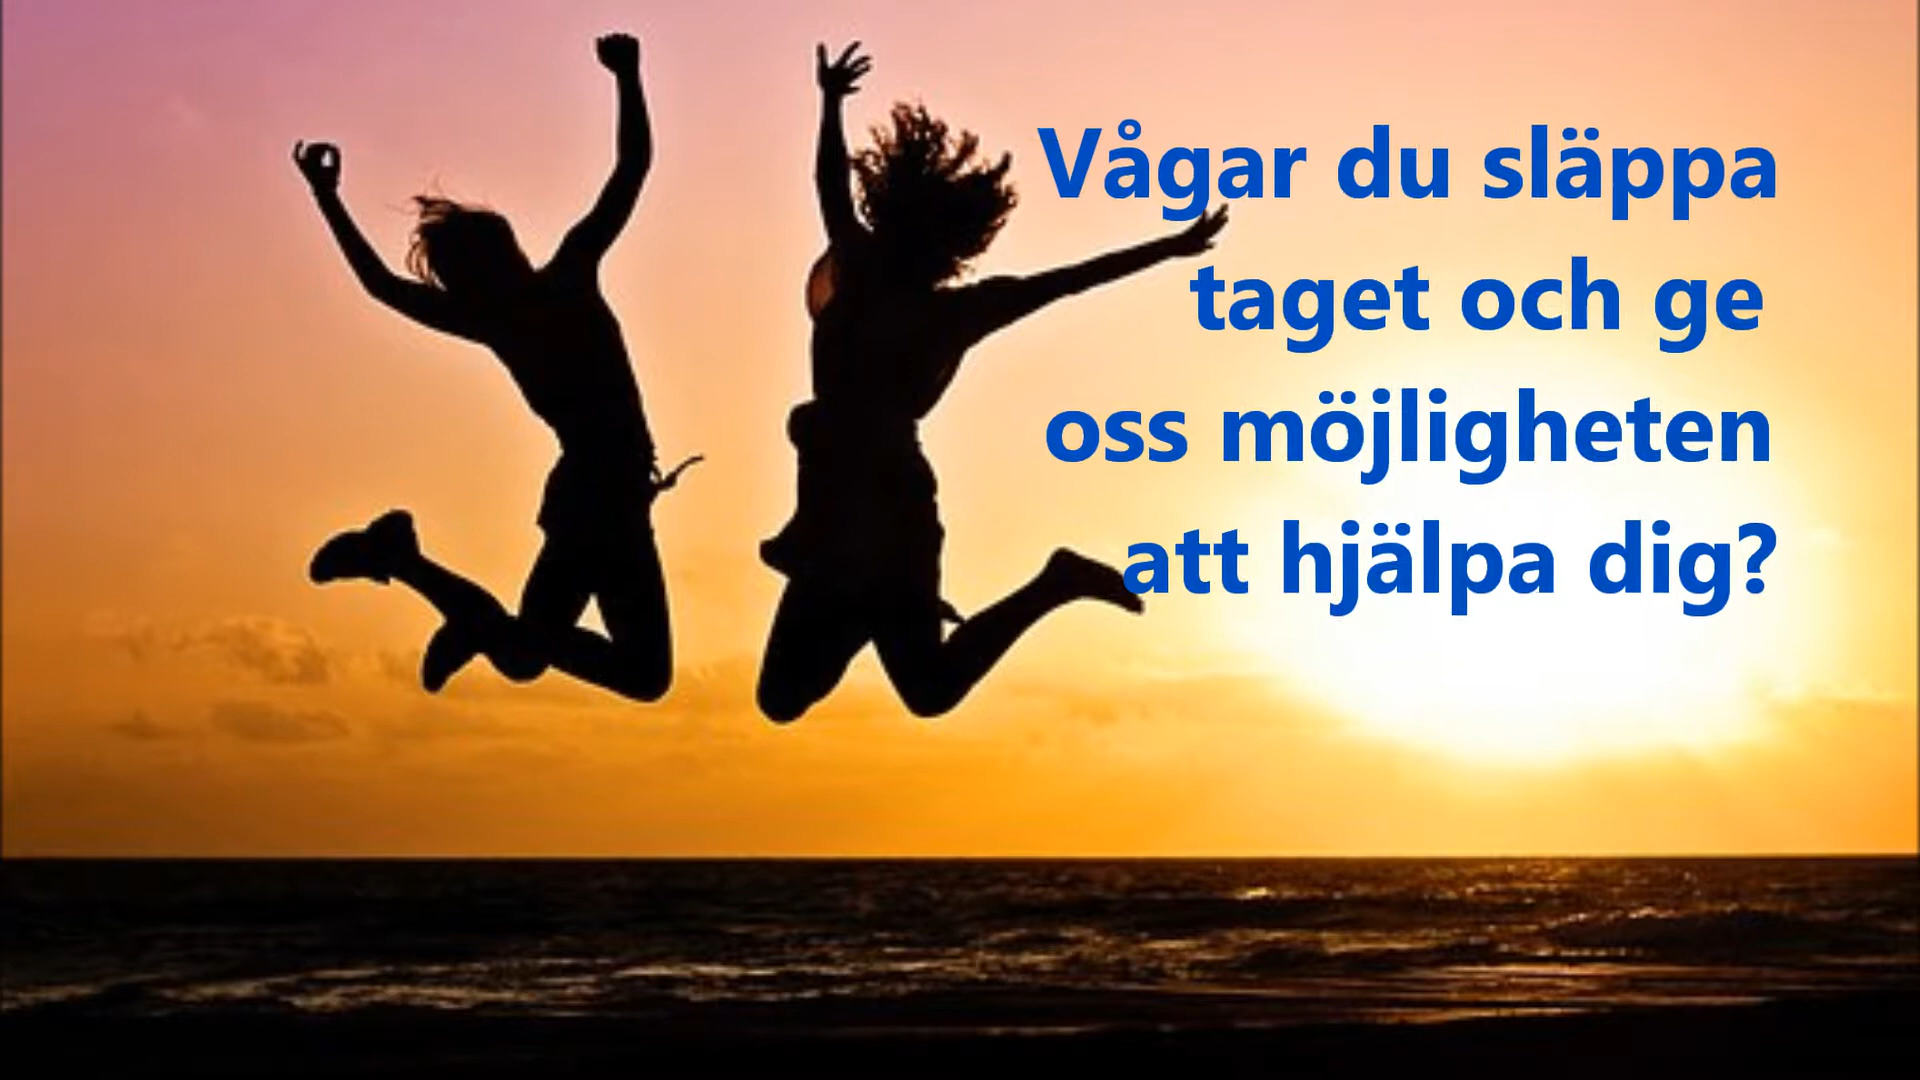 Vågar du släppa
taget och ge
oss möjligheten
att hjälpa dig?